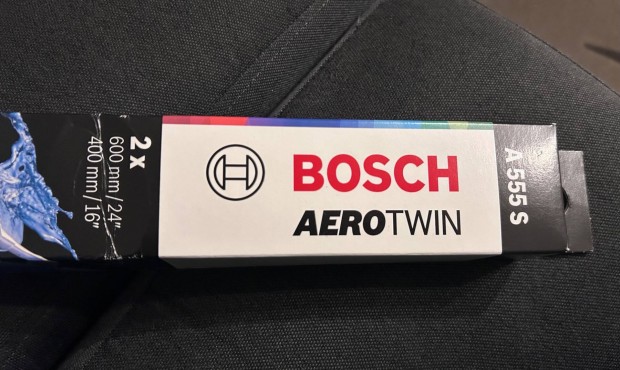 2 x
600 mm / 24"
400 mm / 16"
BOSCH
AEROTWIN
A 555 S